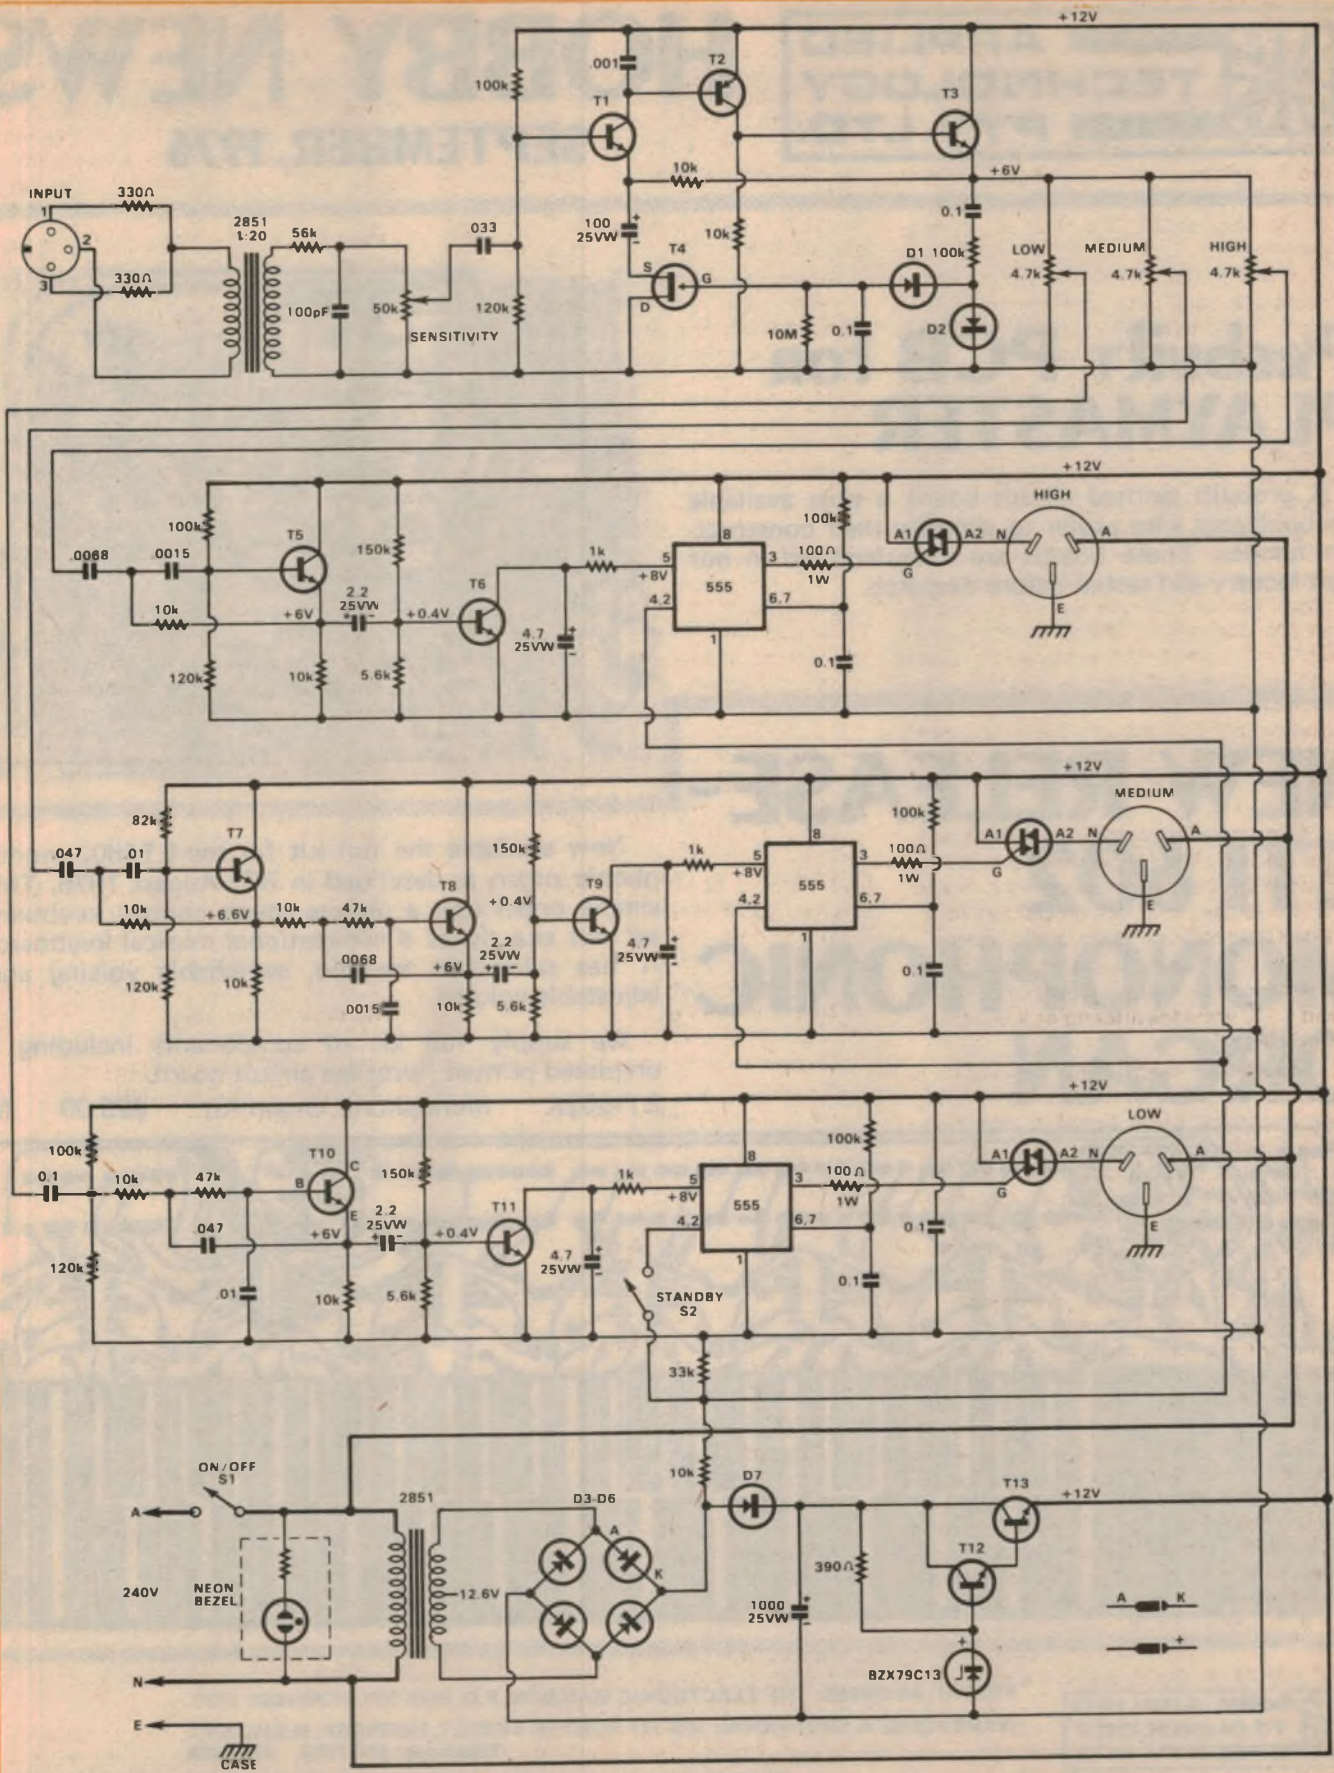 +12V
.001
T2
100k
T1
T3
10k
+6V
INPUT
1
2
3
330Ω
330Ω
2851
1:20
56k
.033
100
25VW
+
-
10k
0.1
S
T4
G
D
D1
100k
LOW
4.7k
MEDIUM
4.7k
HIGH
4.7k
100pF
50k
SENSITIVITY
120k
10M
0.1
D2
+12V
HIGH
100k
.0068
.0015
T5
150k
10k
+6V
2.2
25VW
+
-
+0.4V
T6
1k
4.7
25VW
+
-
120k
10k
5.6k
5
+8V
4,2
8
555
1
3
6,7
100k
100Ω
1W
0.1
A1
A2
G
N
A
E
+12V
MEDIUM
82k
.047
.01
T7
150k
10k
+6.6V
10k
47k
T8
+0.4V
T9
1k
120k
10k
.0068
.0015
+6V
2.2
25VW
+
-
10k
5.6k
4.7
25VW
+
-
5
+8V
4,2
8
555
1
3
6,7
100k
100Ω
1W
0.1
A1
A2
G
N
A
E
+12V
LOW
100k
0.1
10k
47k
T10
B
C
E
150k
.047
+6V
2.2
25VW
+
-
+0.4V
T11
1k
120k
.01
10k
5.6k
4.7
25VW
+
-
5
+8V
4,2
8
555
1
3
6,7
100k
100Ω
1W
0.1
0.1
A1
A2
G
N
A
E
STANDBY
S2
33k
10k
ON/OFF
S1
A
240V
NEON
BEZEL
N
E
CASE
2851
12.6V
D3-D6
A
K
D7
T13
+12V
390Ω
T12
1000
25VW
+
-
+
BZX79C13
A
K
+